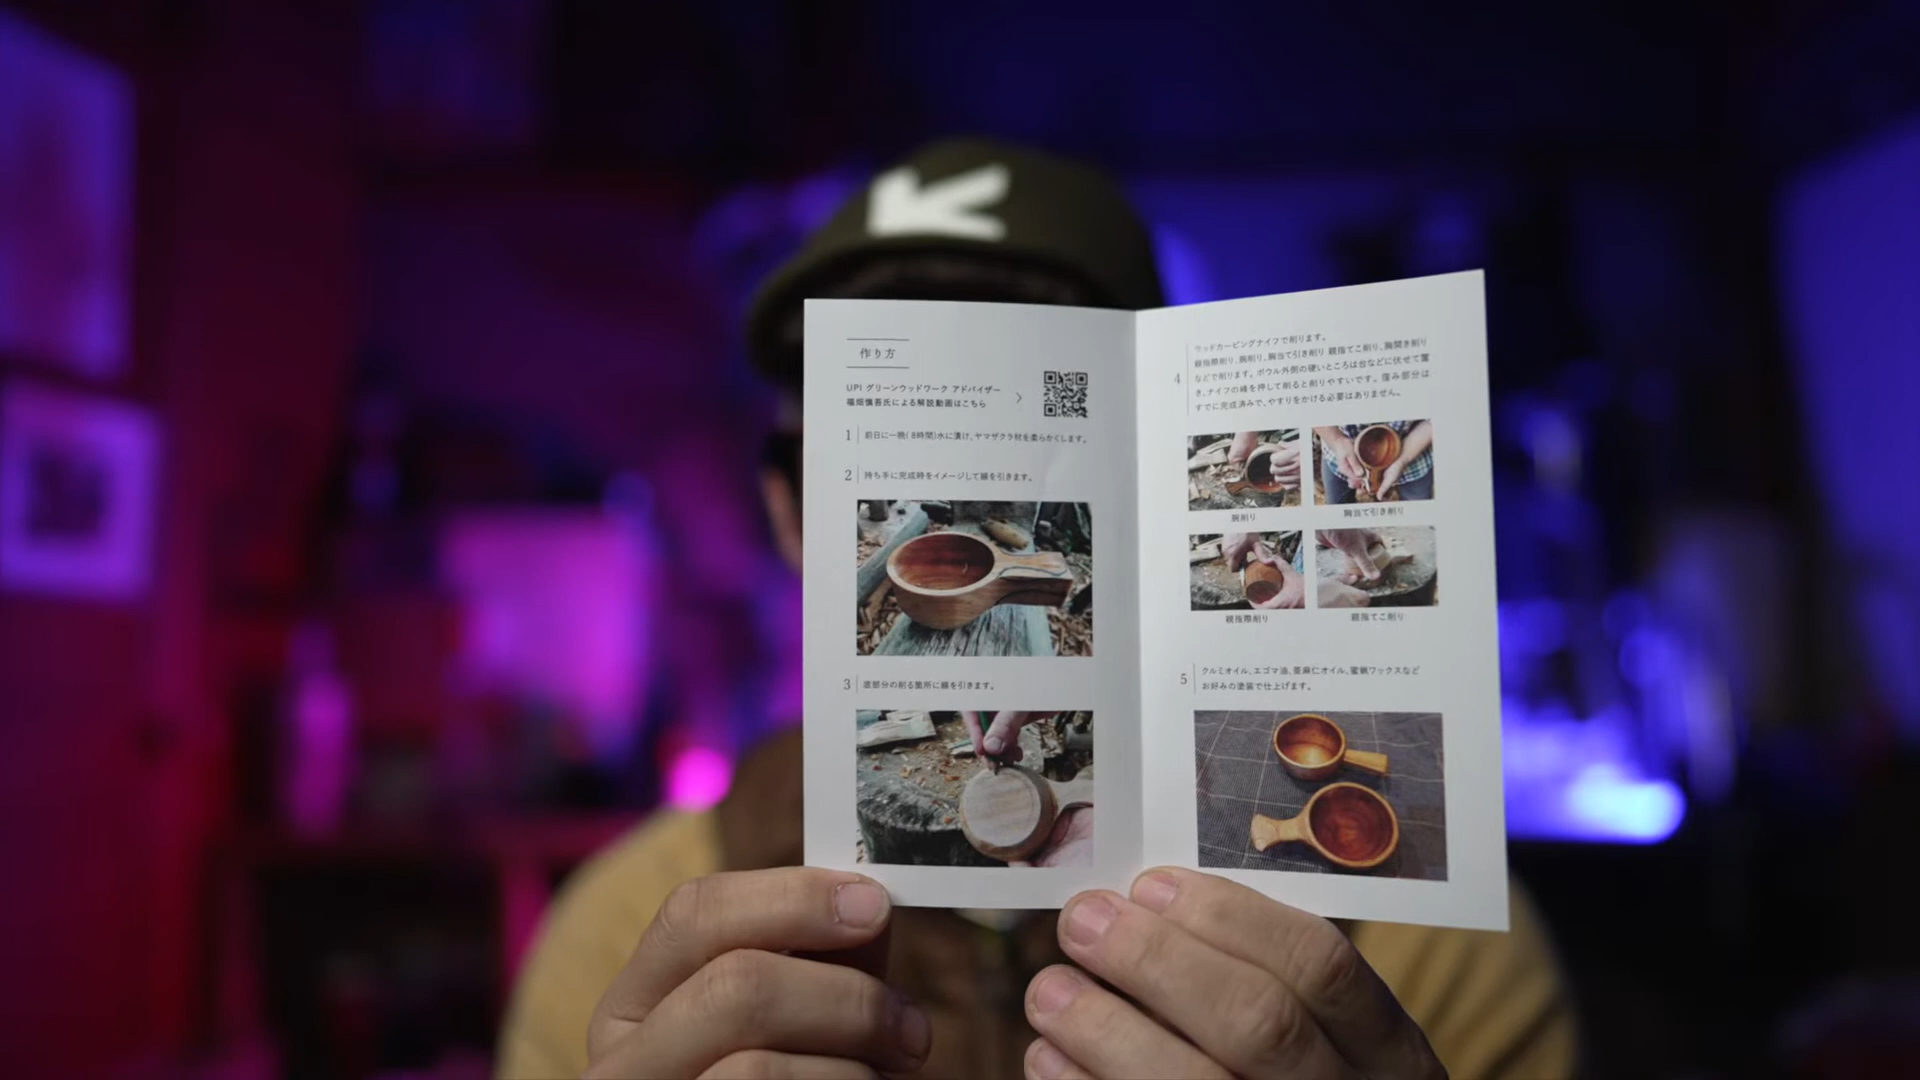 作り方
UPI グリーンウッドワーク アドバイザー
福畑慎吾氏による解説動画はこちら
1 前日に一晩(8時間)水に漬け、ヤマザクラ材を柔らかくします。
2 持ち手に完成時をイメージして線を引きます。
3 底部分の削る箇所に線を引きます。
4 ウッドカービングナイフで削ります。
親指際削り、腕削り、胸当て引き削り 親指てこ削り、胸開き削り
などで削ります。ボウル外側の硬いところは台などに伏せて置
き、ナイフの峰を押して削ると削りやすいです。窪み部分は
すでに完成済みで、やすりをかける必要はありません。
腕削り
胸当て引き削り
親指際削り
親指てこ削り
5 クルミオイル、エゴマ油、亜麻仁オイル、蜜蝋ワックスなど
お好みの塗装で仕上げます。